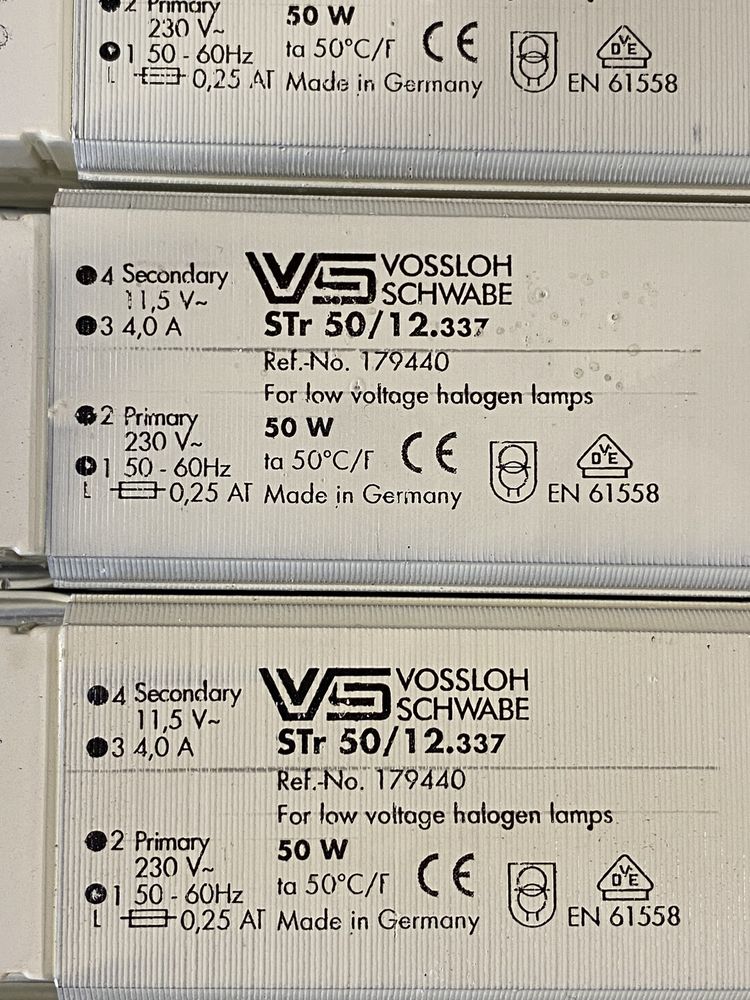 2 Primary
230 V~
1 50 - 60Hz
L 0,25 AT
50 W
ta 50°C/F
CE
Made in Germany
VDE
EN 61558
4 Secondary
11,5 V~
3 4,0 A
VS VOSSLOH
SCHWABE
STr 50/12.337
Ref.-No. 179440
For low voltage halogen lamps
2 Primary
230 V~
1 50 - 60Hz
L 0,25 AT
50 W
ta 50°C/F
CE
Made in Germany
VDE
EN 61558
4 Secondary
11,5 V~
3 4,0 A
VS VOSSLOH
SCHWABE
STr 50/12.337
Ref.-No. 179440
For low voltage halogen lamps
2 Primary
230 V~
1 50 - 60Hz
L 0,25 AT
50 W
ta 50°C/F
CE
Made in Germany
VDE
EN 61558